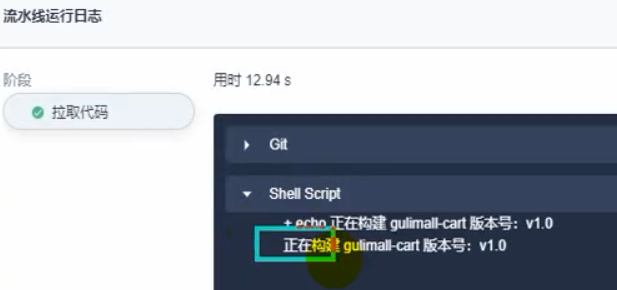 流水线运行日志
阶段
用时 12.94 s
拉取代码
Git
Shell Script
+ echo 正在构建 gulimall-cart 版本号：v1.0
正在构建 gulimall-cart 版本号：v1.0